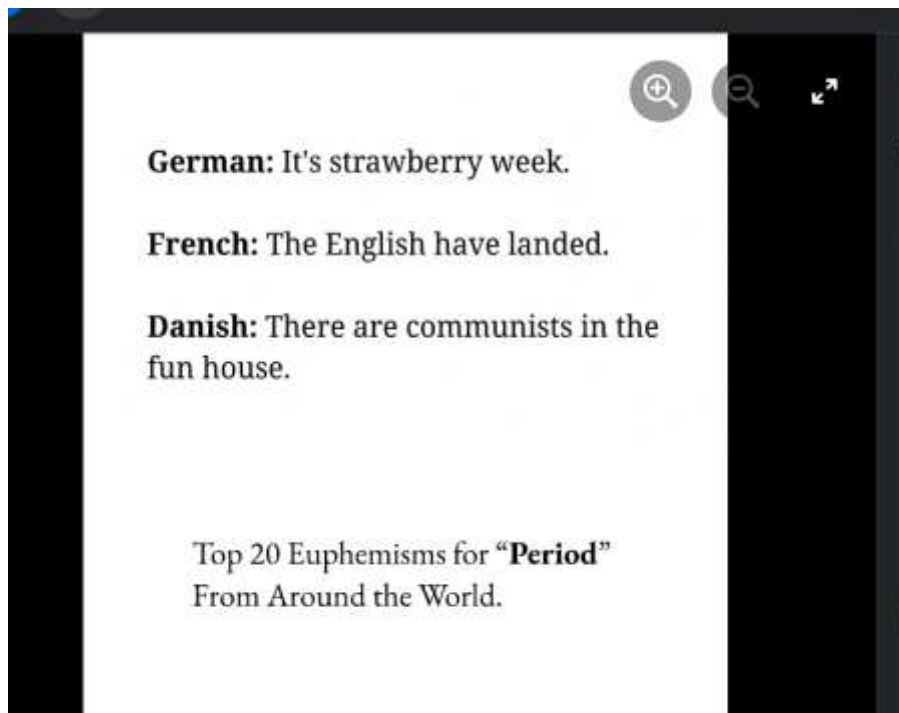 German: It's strawberry week.
French: The English have landed.
Danish: There are communists in the
fun house.
Top 20 Euphemisms for “Period”
From Around the World.